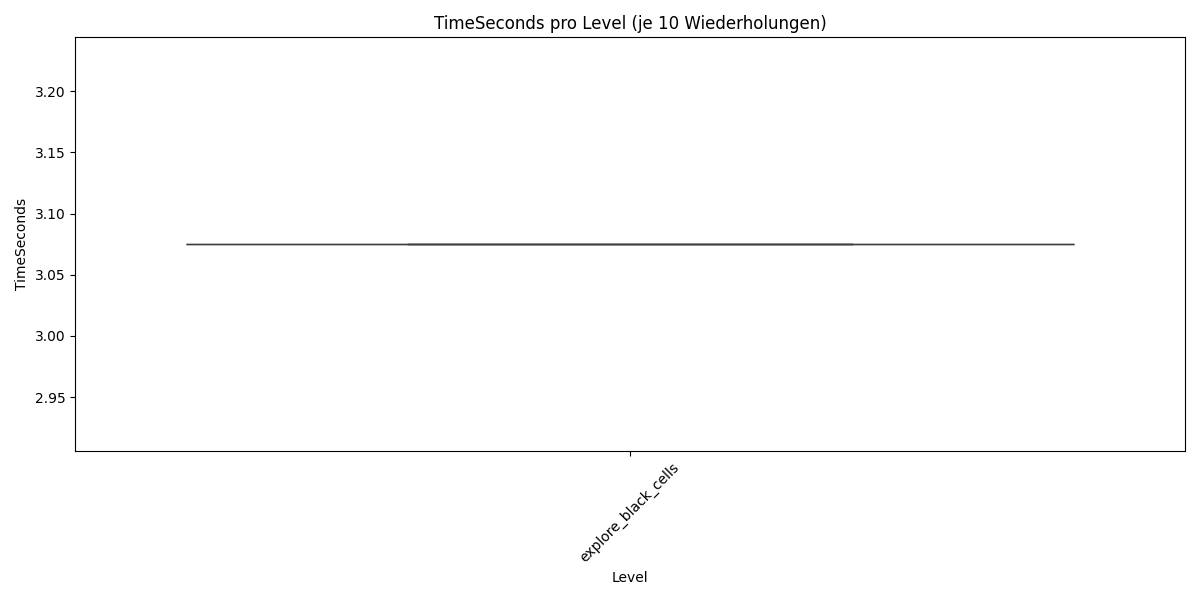 TimeSeconds pro Level (je 10 Wiederholungen)
3.20
3.15
3.10
3.05
3.00
2.95
TimeSeconds
explore_black_cells
Level